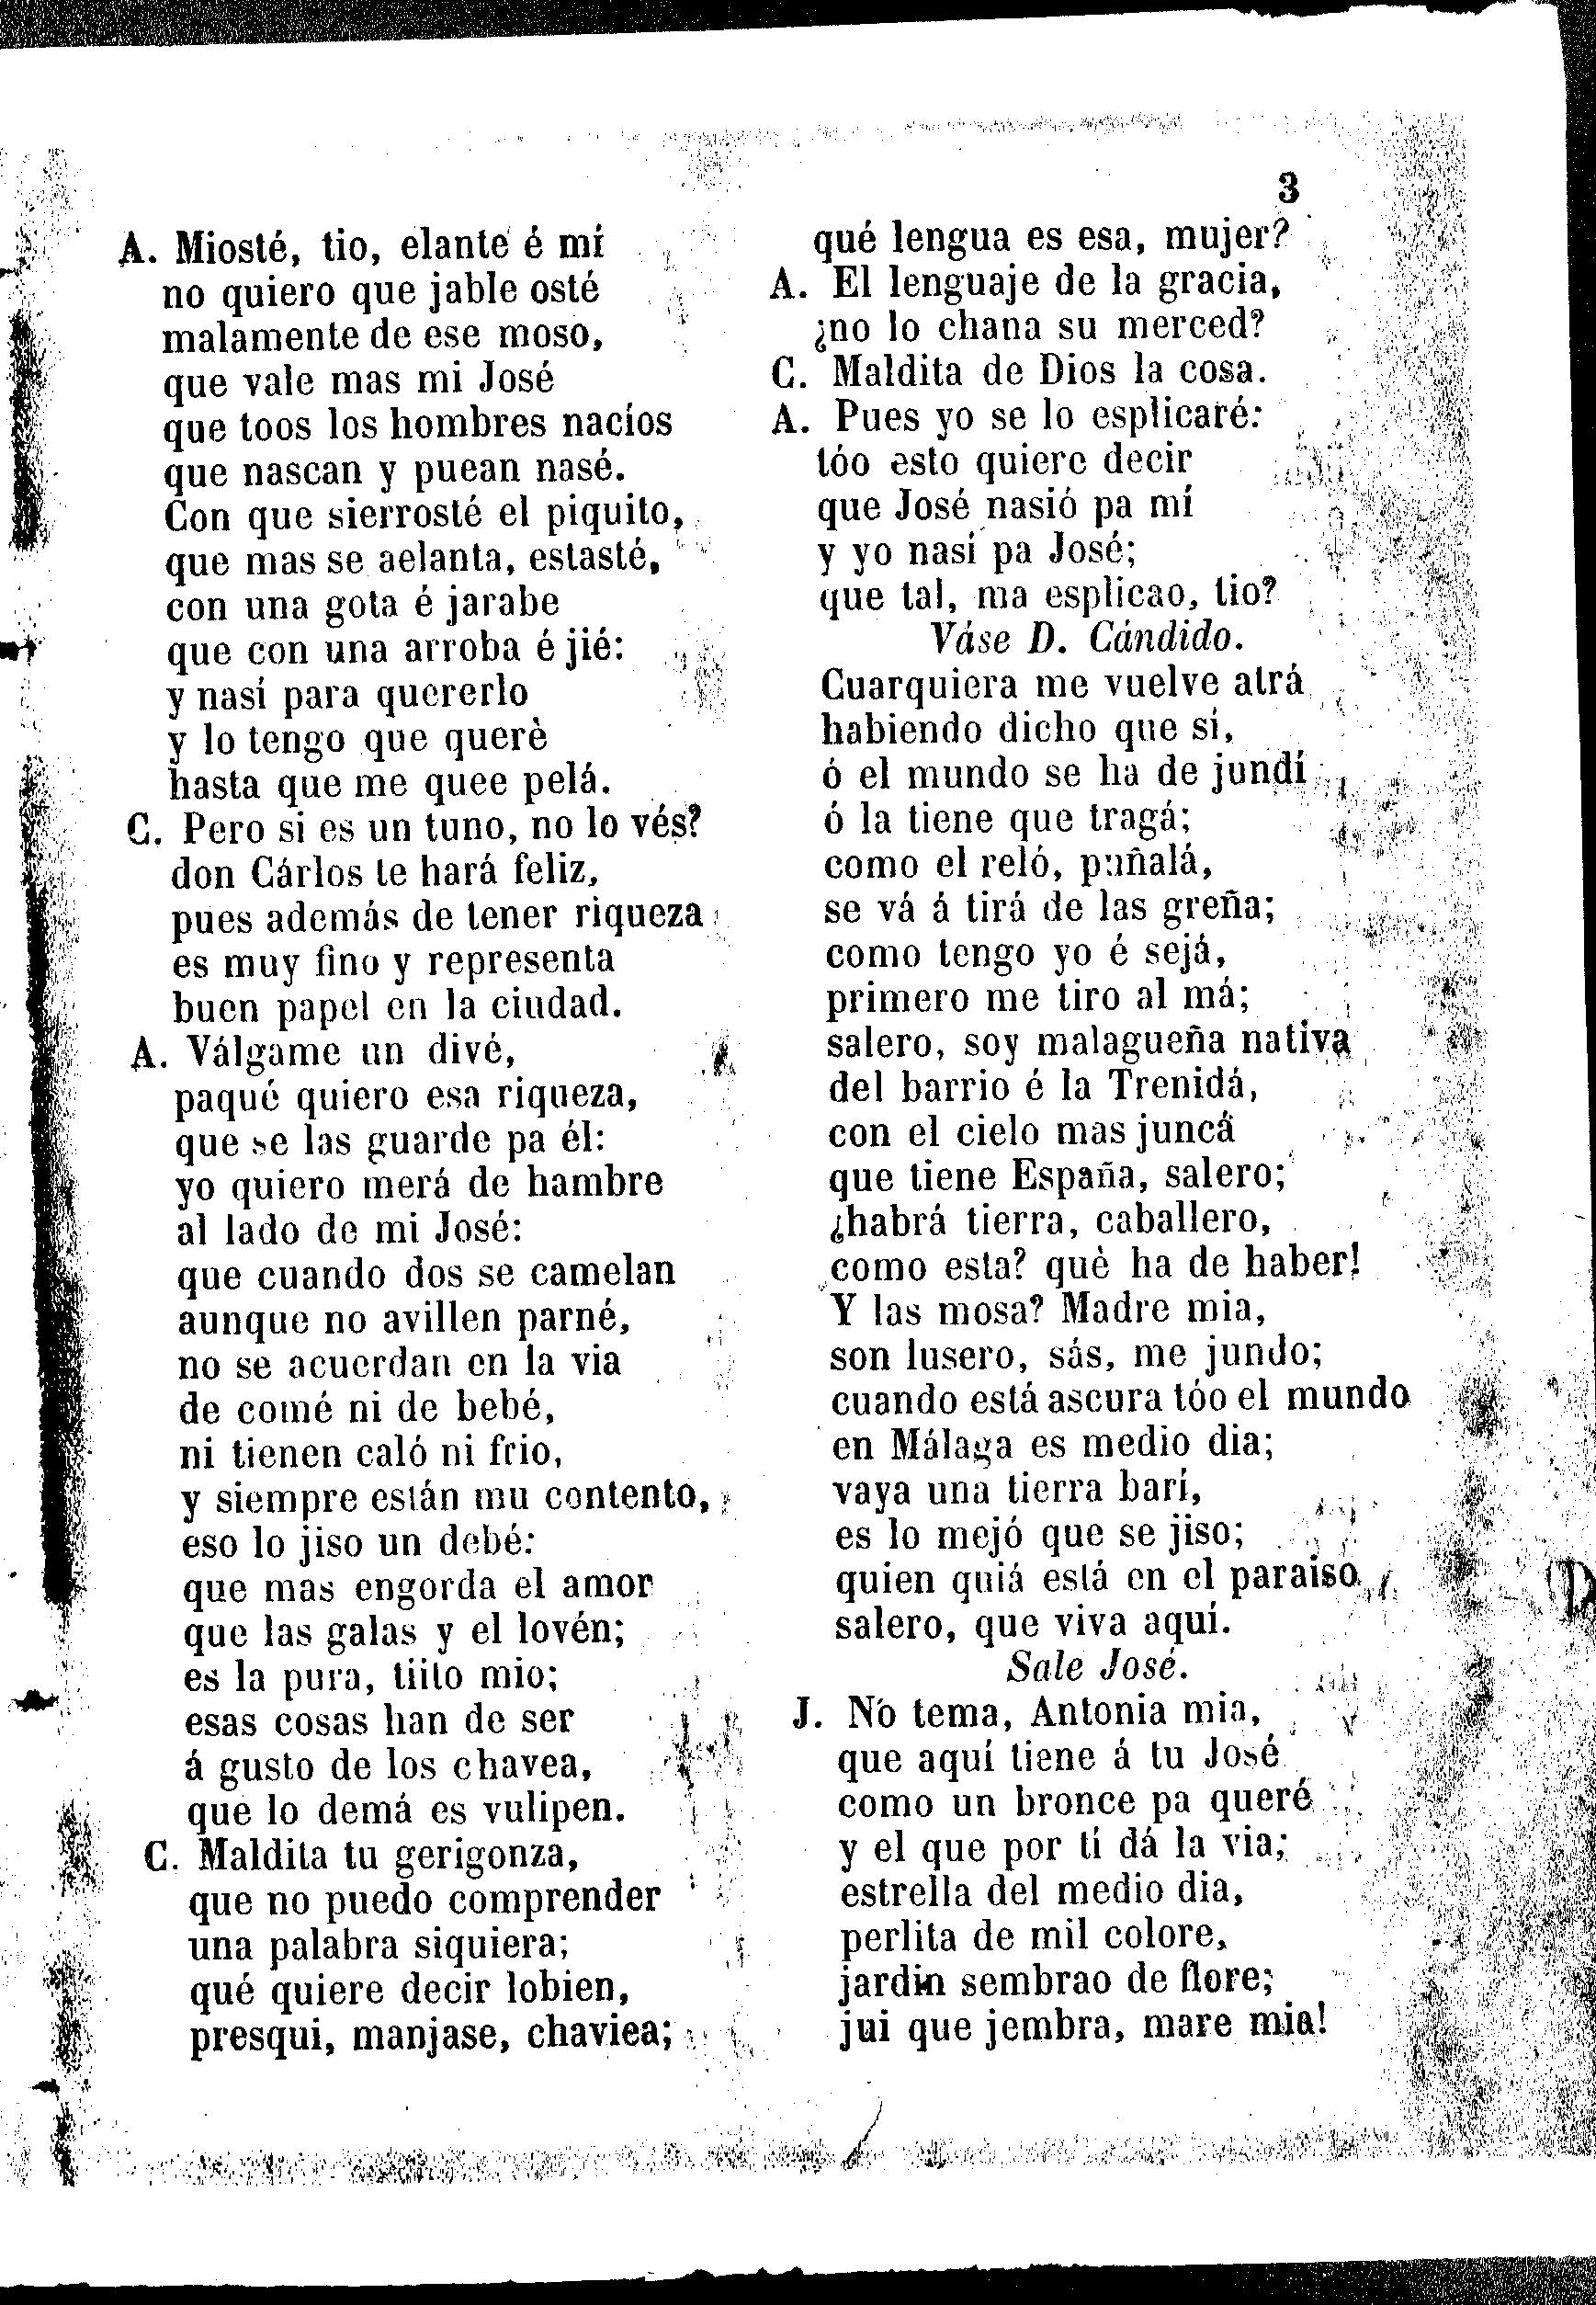 3
A. Miosté, tio, elante é mí
no quiero que jable osté
malamente de ese moso,
que vale mas mi José
que toos los hombres nacíos
que nascan y puean nasé.
Con que sierrosté el piquito,
que mas se aelanta, estasté,
con una gota é jarabe
que con una arroba é jié:
y nasí para quererlo
y lo tengo que querè
hasta que me quee pelá.
C. Pero si es un tuno, no lo vés?
don Cárlos te hará feliz,
pues además de tener riqueza
es muy fino y representa
buen papel en la ciudad.
A. Válgame un divé,
paqué quiero esa riqueza,
que se las guarde pa él:
yo quiero merá de hambre
al lado de mi José:
que cuando dos se camelan
aunque no avillen parné,
no se acuerdan en la via
de comé ni de bebé,
ni tienen caló ni frio,
y siempre están mu contento,
eso lo jiso un debé:
que mas engorda el amor
que las galas y el lovén;
es la pura, tiito mio;
esas cosas han de ser
á gusto de los chavea,
que lo demá es vulipen.
C. Maldita tu gerigonza,
que no puedo comprender
una palabra siquiera;
qué quiere decir lobien,
presqui, manjase, chaviea;
qué lengua es esa, mujer?
A. El lenguaje de la gracia,
¿no lo chana su merced?
C. Maldita de Dios la cosa.
A. Pues yo se lo esplicaré:
tóo esto quiere decir
que José nasió pa mí
y yo nasí pa José;
que tal, ma esplicao, tio?
Váse D. Cándido.
Cuarquiera me vuelve atrá
habiendo dicho que sí,
ó el mundo se ha de jundí
ó la tiene que tragá;
como el reló, puñalá,
se vá á tirá de las greña;
como tengo yo é sejá,
primero me tiro al má;
salero, soy malagueña nativa
del barrio é la Trenidá,
con el cielo mas juncá
que tiene España, salero;
¿habrá tierra, caballero,
como esta? què ha de haber!
Y las mosa? Madre mia,
son lusero, sás, me jundo;
cuando está ascura tóo el mundo
en Málaga es medio dia;
vaya una tierra barí,
es lo mejó que se jiso;
quien quiá está en el paraiso,
salero, que viva aquí.
Sale José.
J. No tema, Antonia mia,
que aquí tiene á tu José
como un bronce pa queré
y el que por tí dá la via;
estrella del medio dia,
perlita de mil colore,
jardin sembrao de flore;
jui que jembra, mare mia!